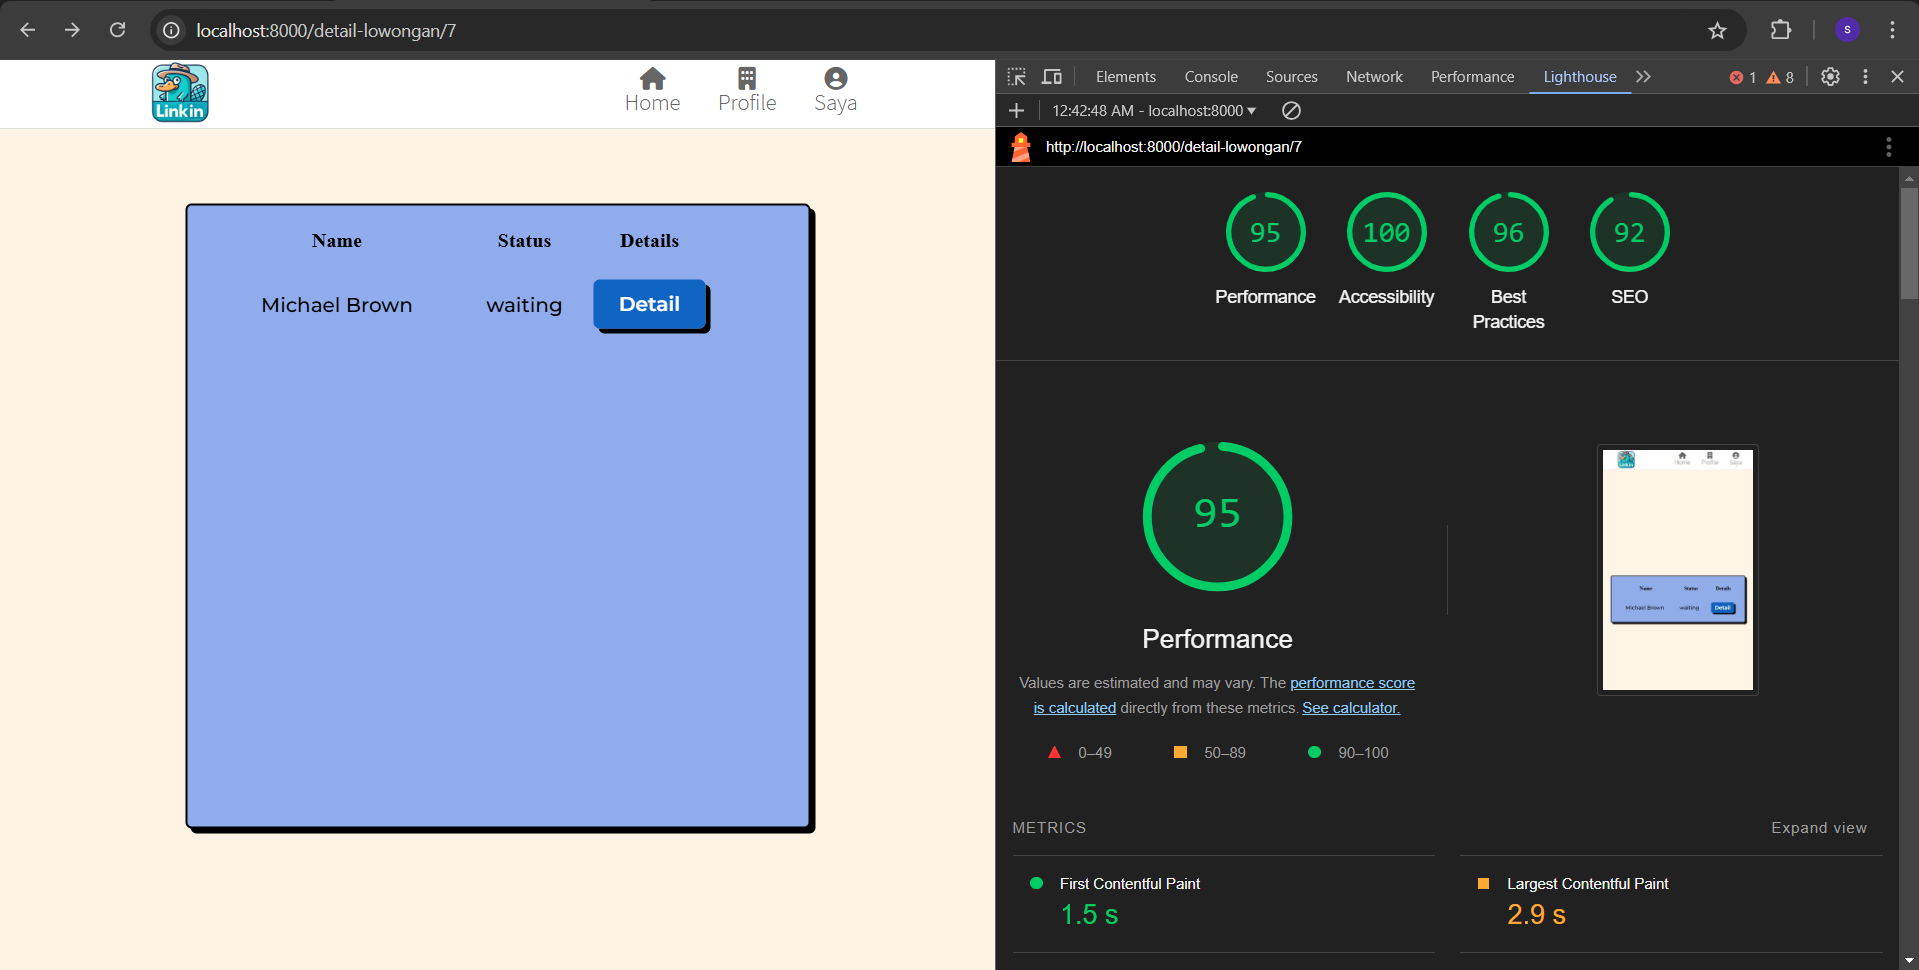 localhost:8000/detail-lowongan/7
S
Linkin
Home
Profile
Saya
Name
Status
Details
Michael Brown
waiting
Detail
Elements
Console
Sources
Network
Performance
Lighthouse
1
8
12:42:48 AM - localhost:8000
http://localhost:8000/detail-lowongan/7
95
100
96
92
Performance
Accessibility
Best
Practices
SEO
95
Performance
Values are estimated and may vary. The performance score
is calculated directly from these metrics. See calculator.
0–49
50–89
90–100
Linkin
Home
Profile
Saya
Name
Status
Details
Michael Brown
waiting
Detail
METRICS
Expand view
First Contentful Paint
1.5 s
Largest Contentful Paint
2.9 s